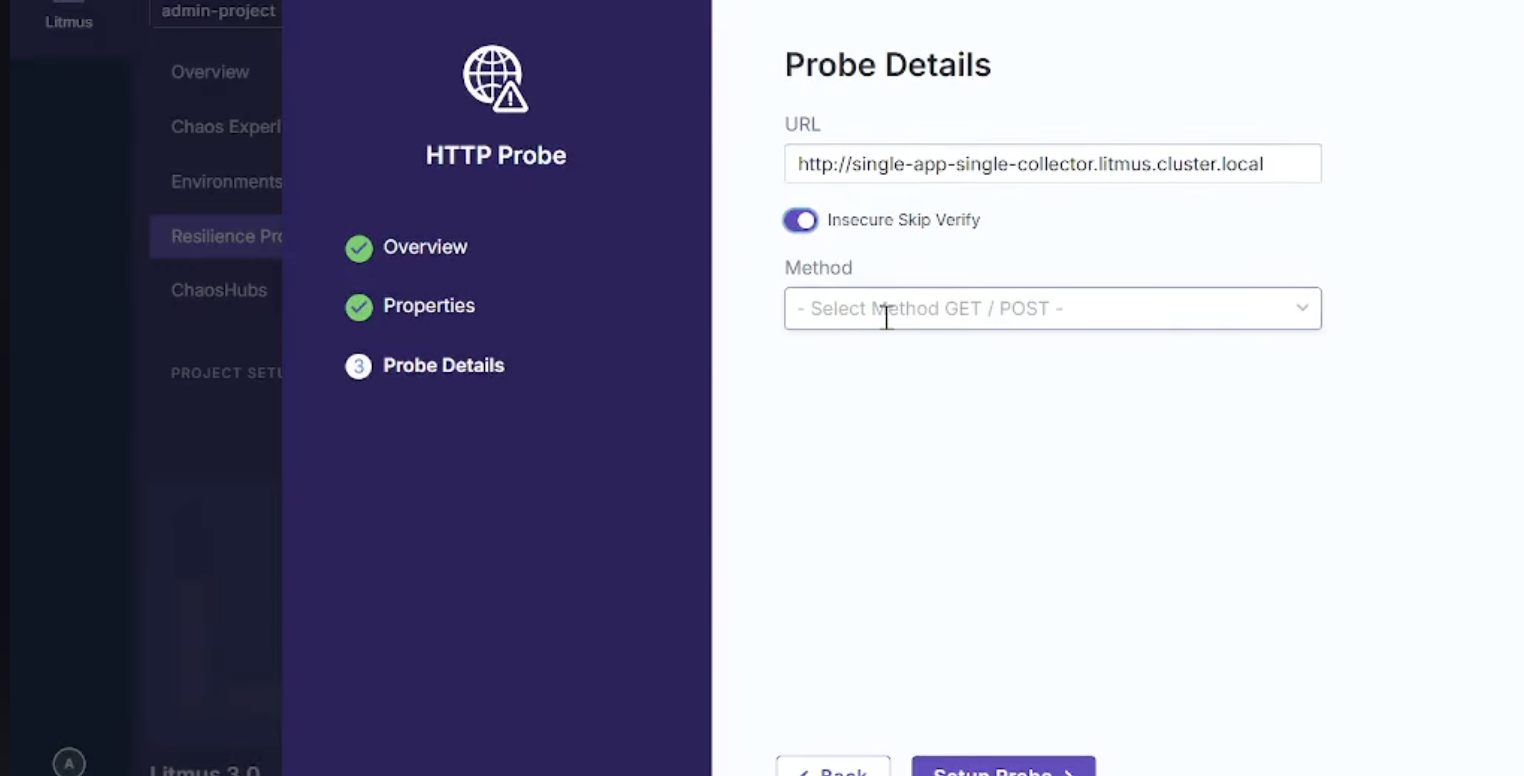 Litmus
admin-project
Overview
Chaos Experi
Environments
Resilience Pro
ChaosHubs
PROJECT SETU
A
Litmus 3.0
HTTP Probe
Overview
Properties
3 Probe Details
Probe Details
URL
http://single-app-single-collector.litmus.cluster.local
Insecure Skip Verify
Method
- Select Method GET / POST -
Back
Setup Probe